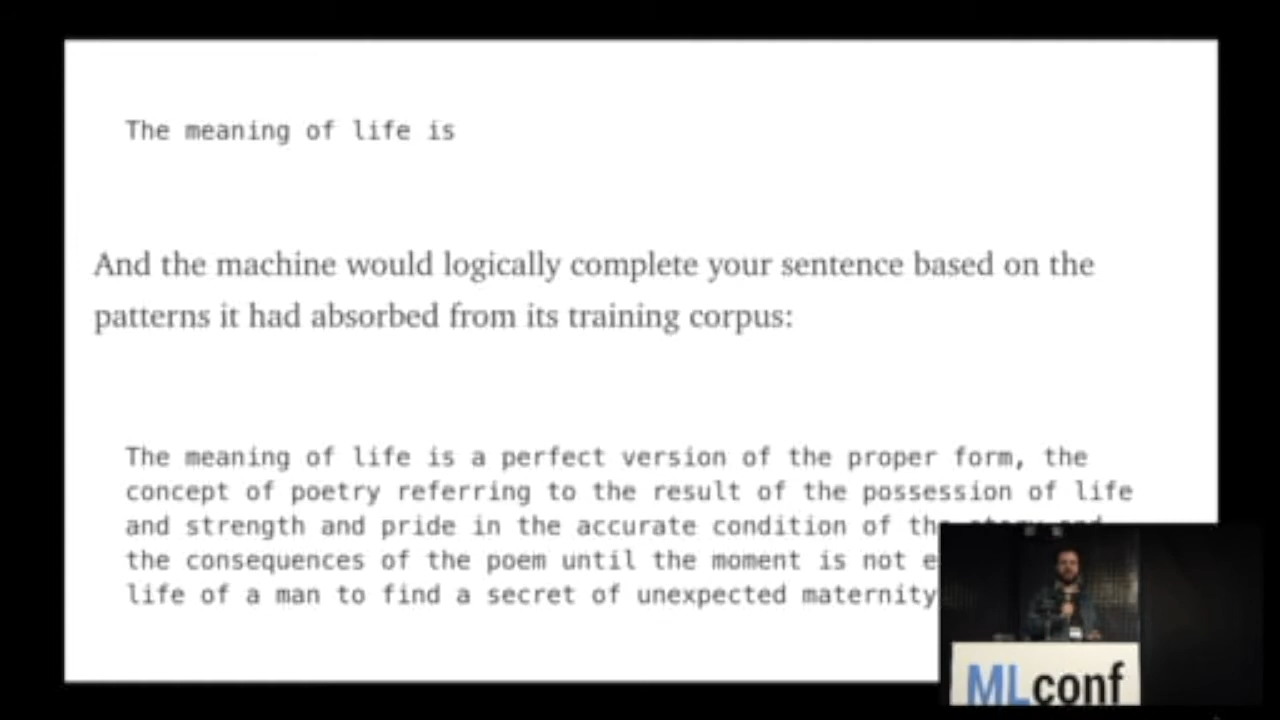 The meaning of life is
And the machine would logically complete your sentence based on the
patterns it had absorbed from its training corpus:
The meaning of life is a perfect version of the proper form, the
concept of poetry referring to the result of the possession of life
and strength and pride in the accurate condition of the story and
the consequences of the poem until the moment is not
life of a man to find a secret of unexpected maternity
MLconf